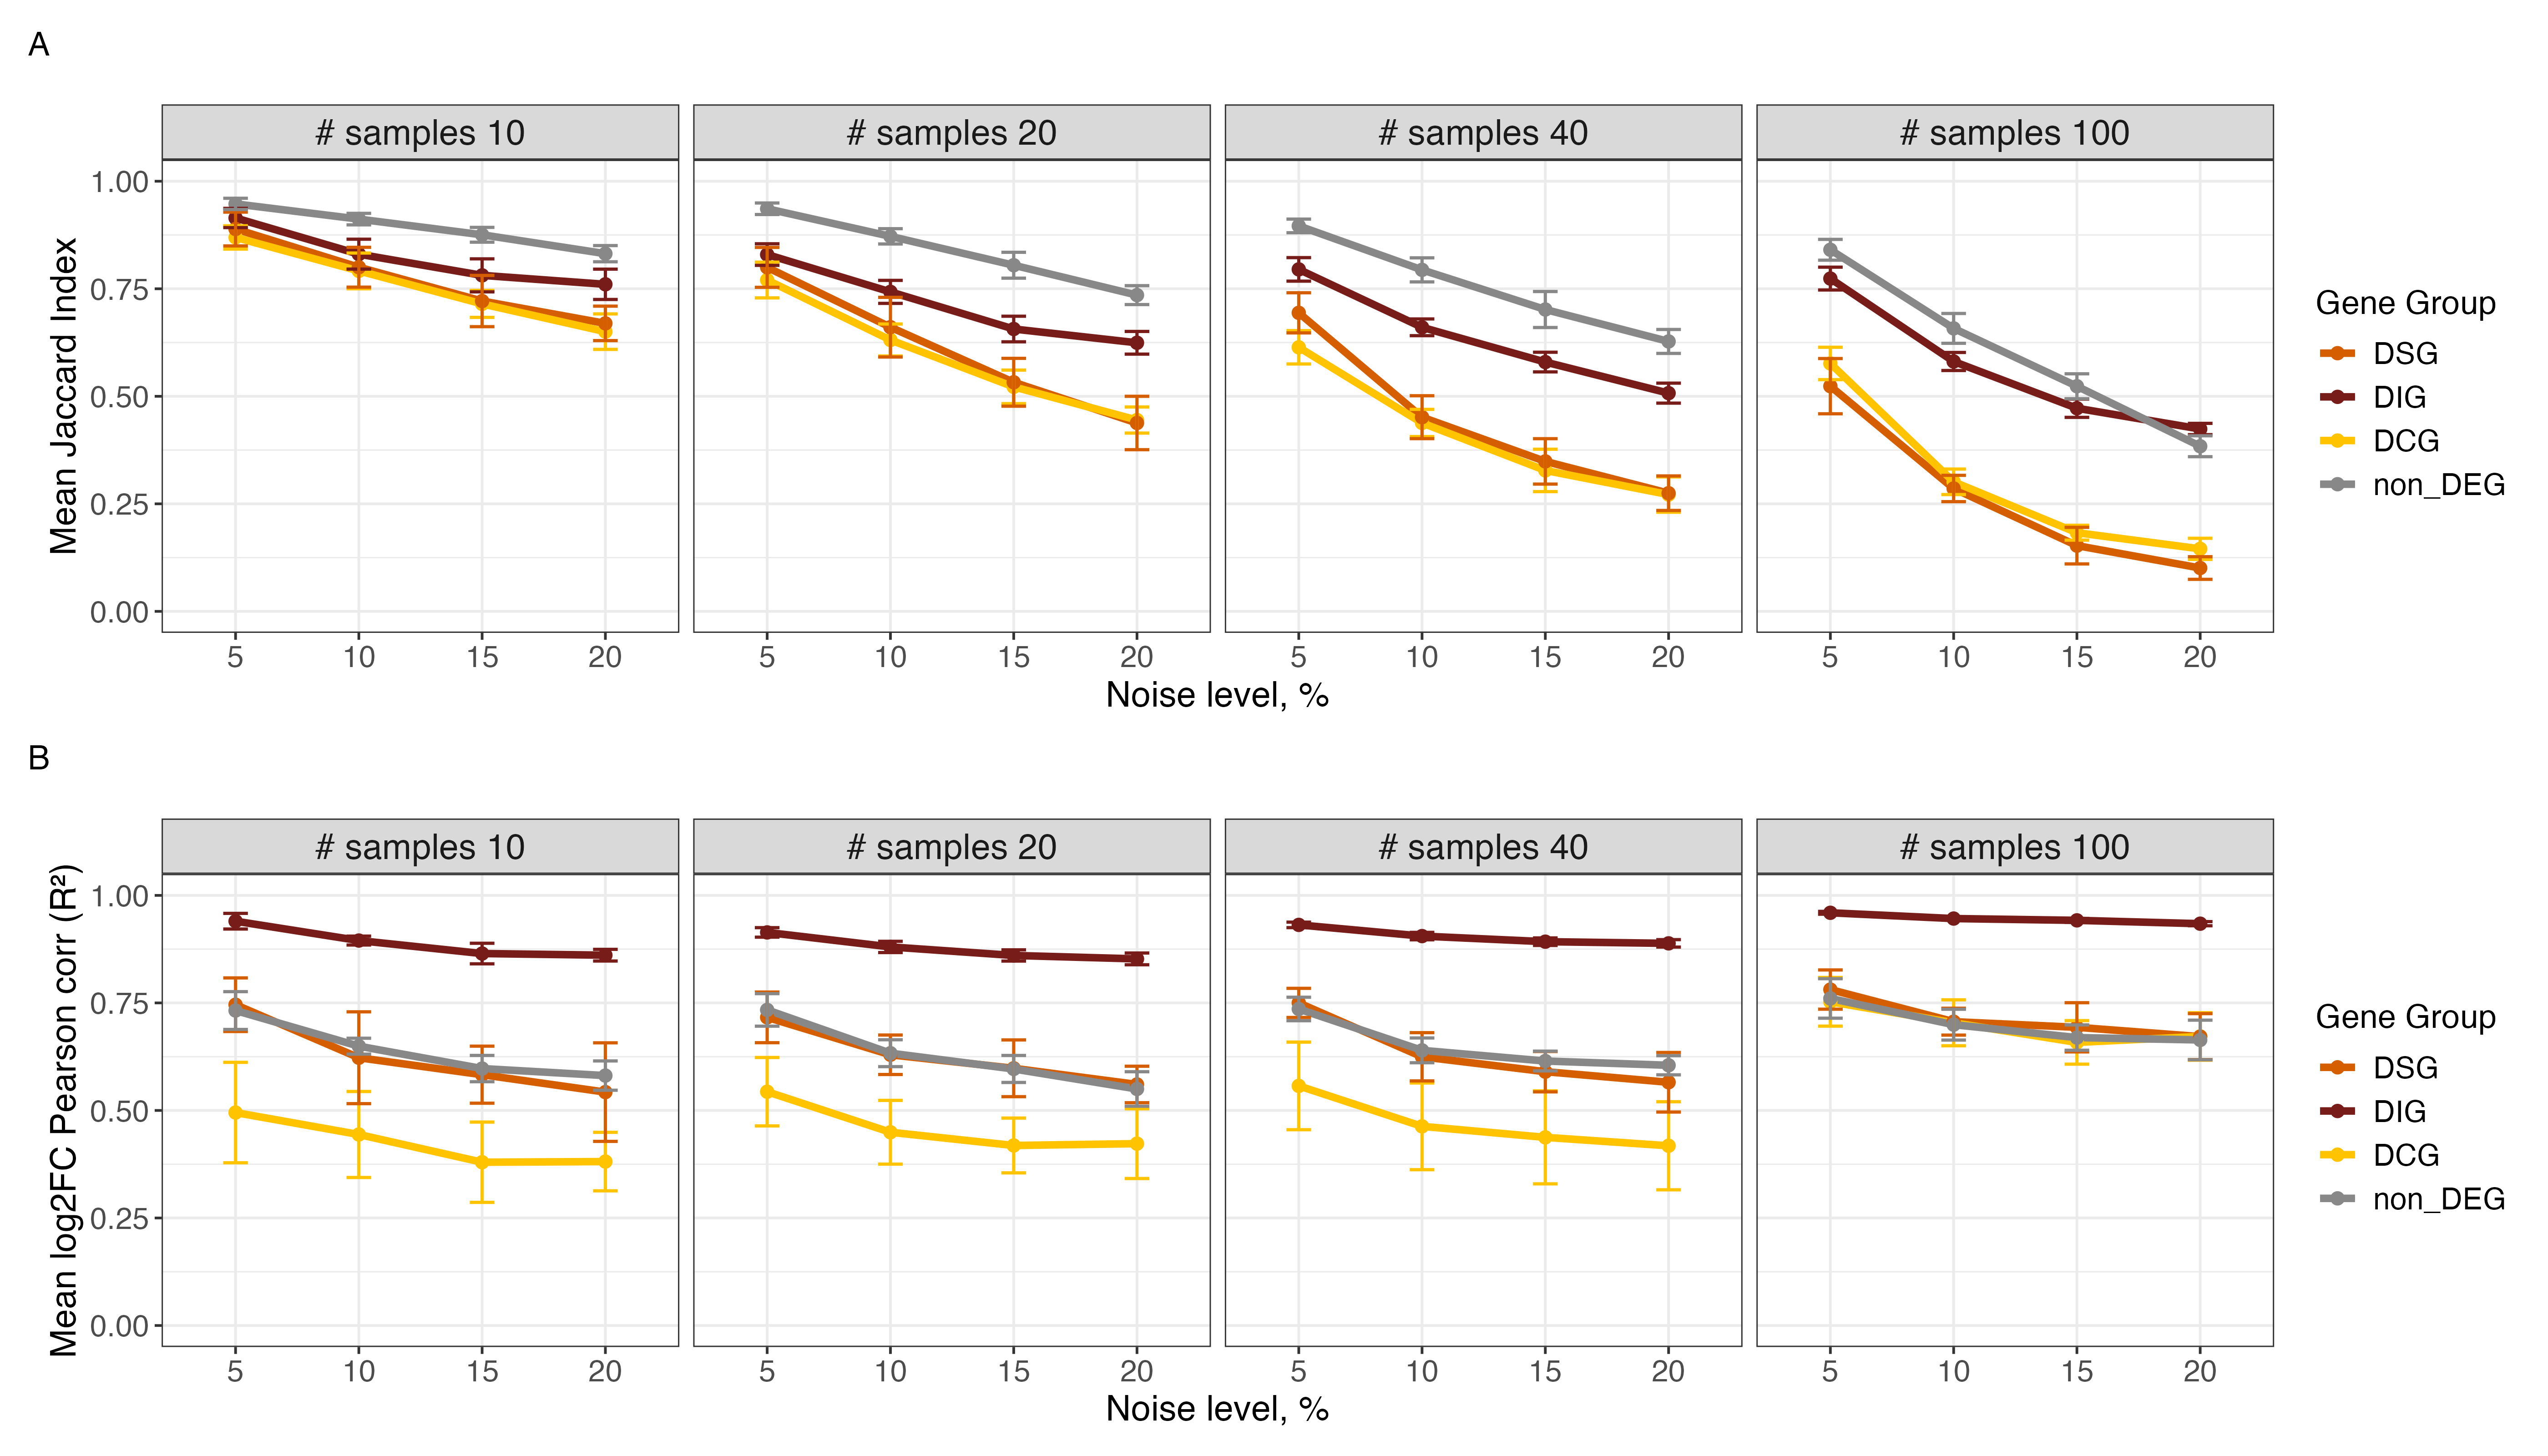 A
# samples 10
# samples 20
# samples 40
# samples 100
Mean Jaccard Index
1.00
0.75
0.50
0.25
0.00
5 10 15 20
5 10 15 20
5 10 15 20
5 10 15 20
Noise level, %
Gene Group
DSG
DIG
DCG
non_DEG
B
# samples 10
# samples 20
# samples 40
# samples 100
Mean log2FC Pearson corr (R²)
1.00
0.75
0.50
0.25
0.00
5 10 15 20
5 10 15 20
5 10 15 20
5 10 15 20
Noise level, %
Gene Group
DSG
DIG
DCG
non_DEG